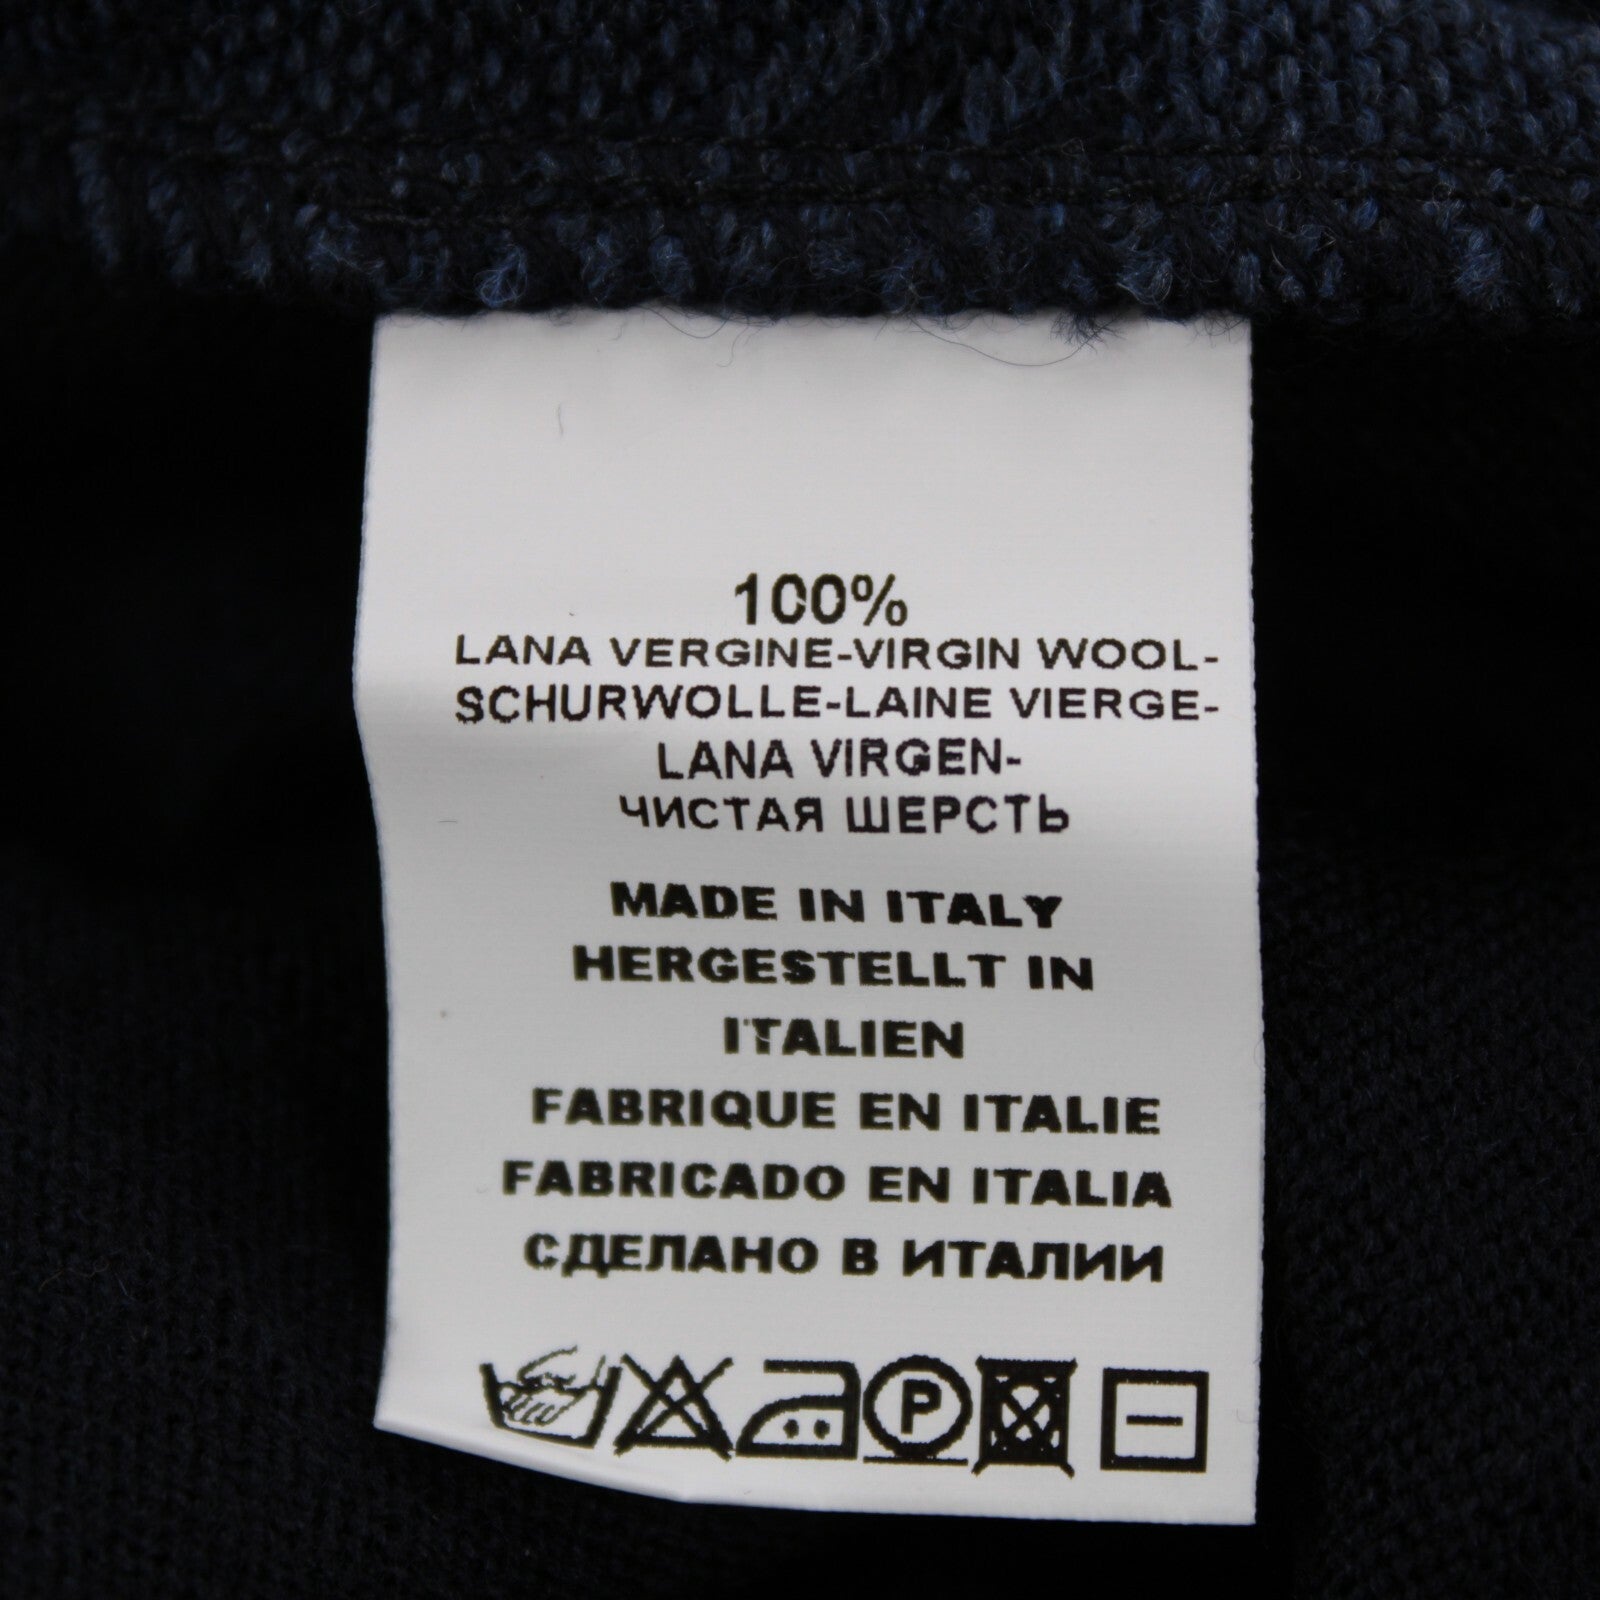 100%
LANA VERGINE-VIRGIN WOOL-
SCHURWOLLE-LAINE VIERGE-
LANA VIRGEN-
ЧИСТАЯ ШЕРСТЬ
MADE IN ITALY
HERGESTELLT IN
ITALIEN
FABRIQUE EN ITALIE
FABRICADO EN ITALIA
СДЕЛАНО В ИТАЛИИ
P